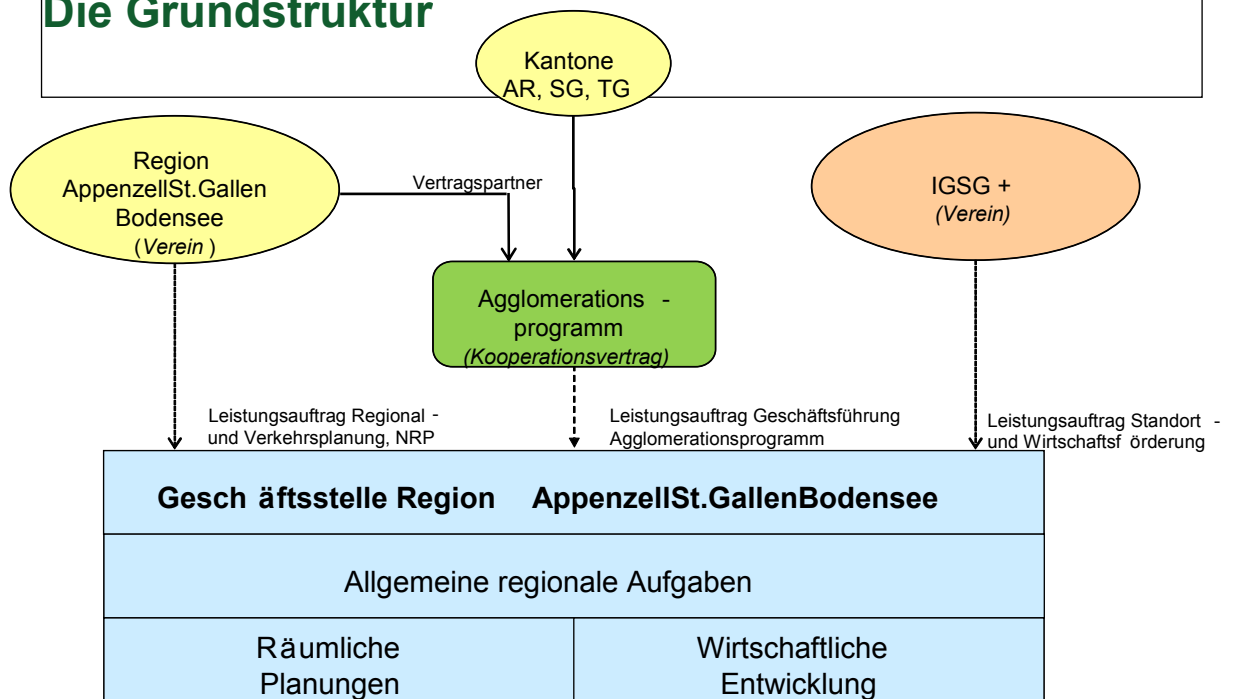 Die Grundstruktur
Kantone
AR, SG, TG
Region
AppenzellSt.Gallen
Bodensee
(Verein )
Vertragspartner
IGSG +
(Verein)
Agglomerations -
programm
(Kooperationsvertrag)
Leistungsauftrag Regional -
und Verkehrsplanung, NRP
Leistungsauftrag Geschäftsführung
Agglomerationsprogramm
Leistungsauftrag Standort -
und Wirtschaftsf örderung
Gesch äftsstelle Region AppenzellSt.GallenBodensee
Allgemeine regionale Aufgaben
Räumliche
Planungen
Wirtschaftliche
Entwicklung